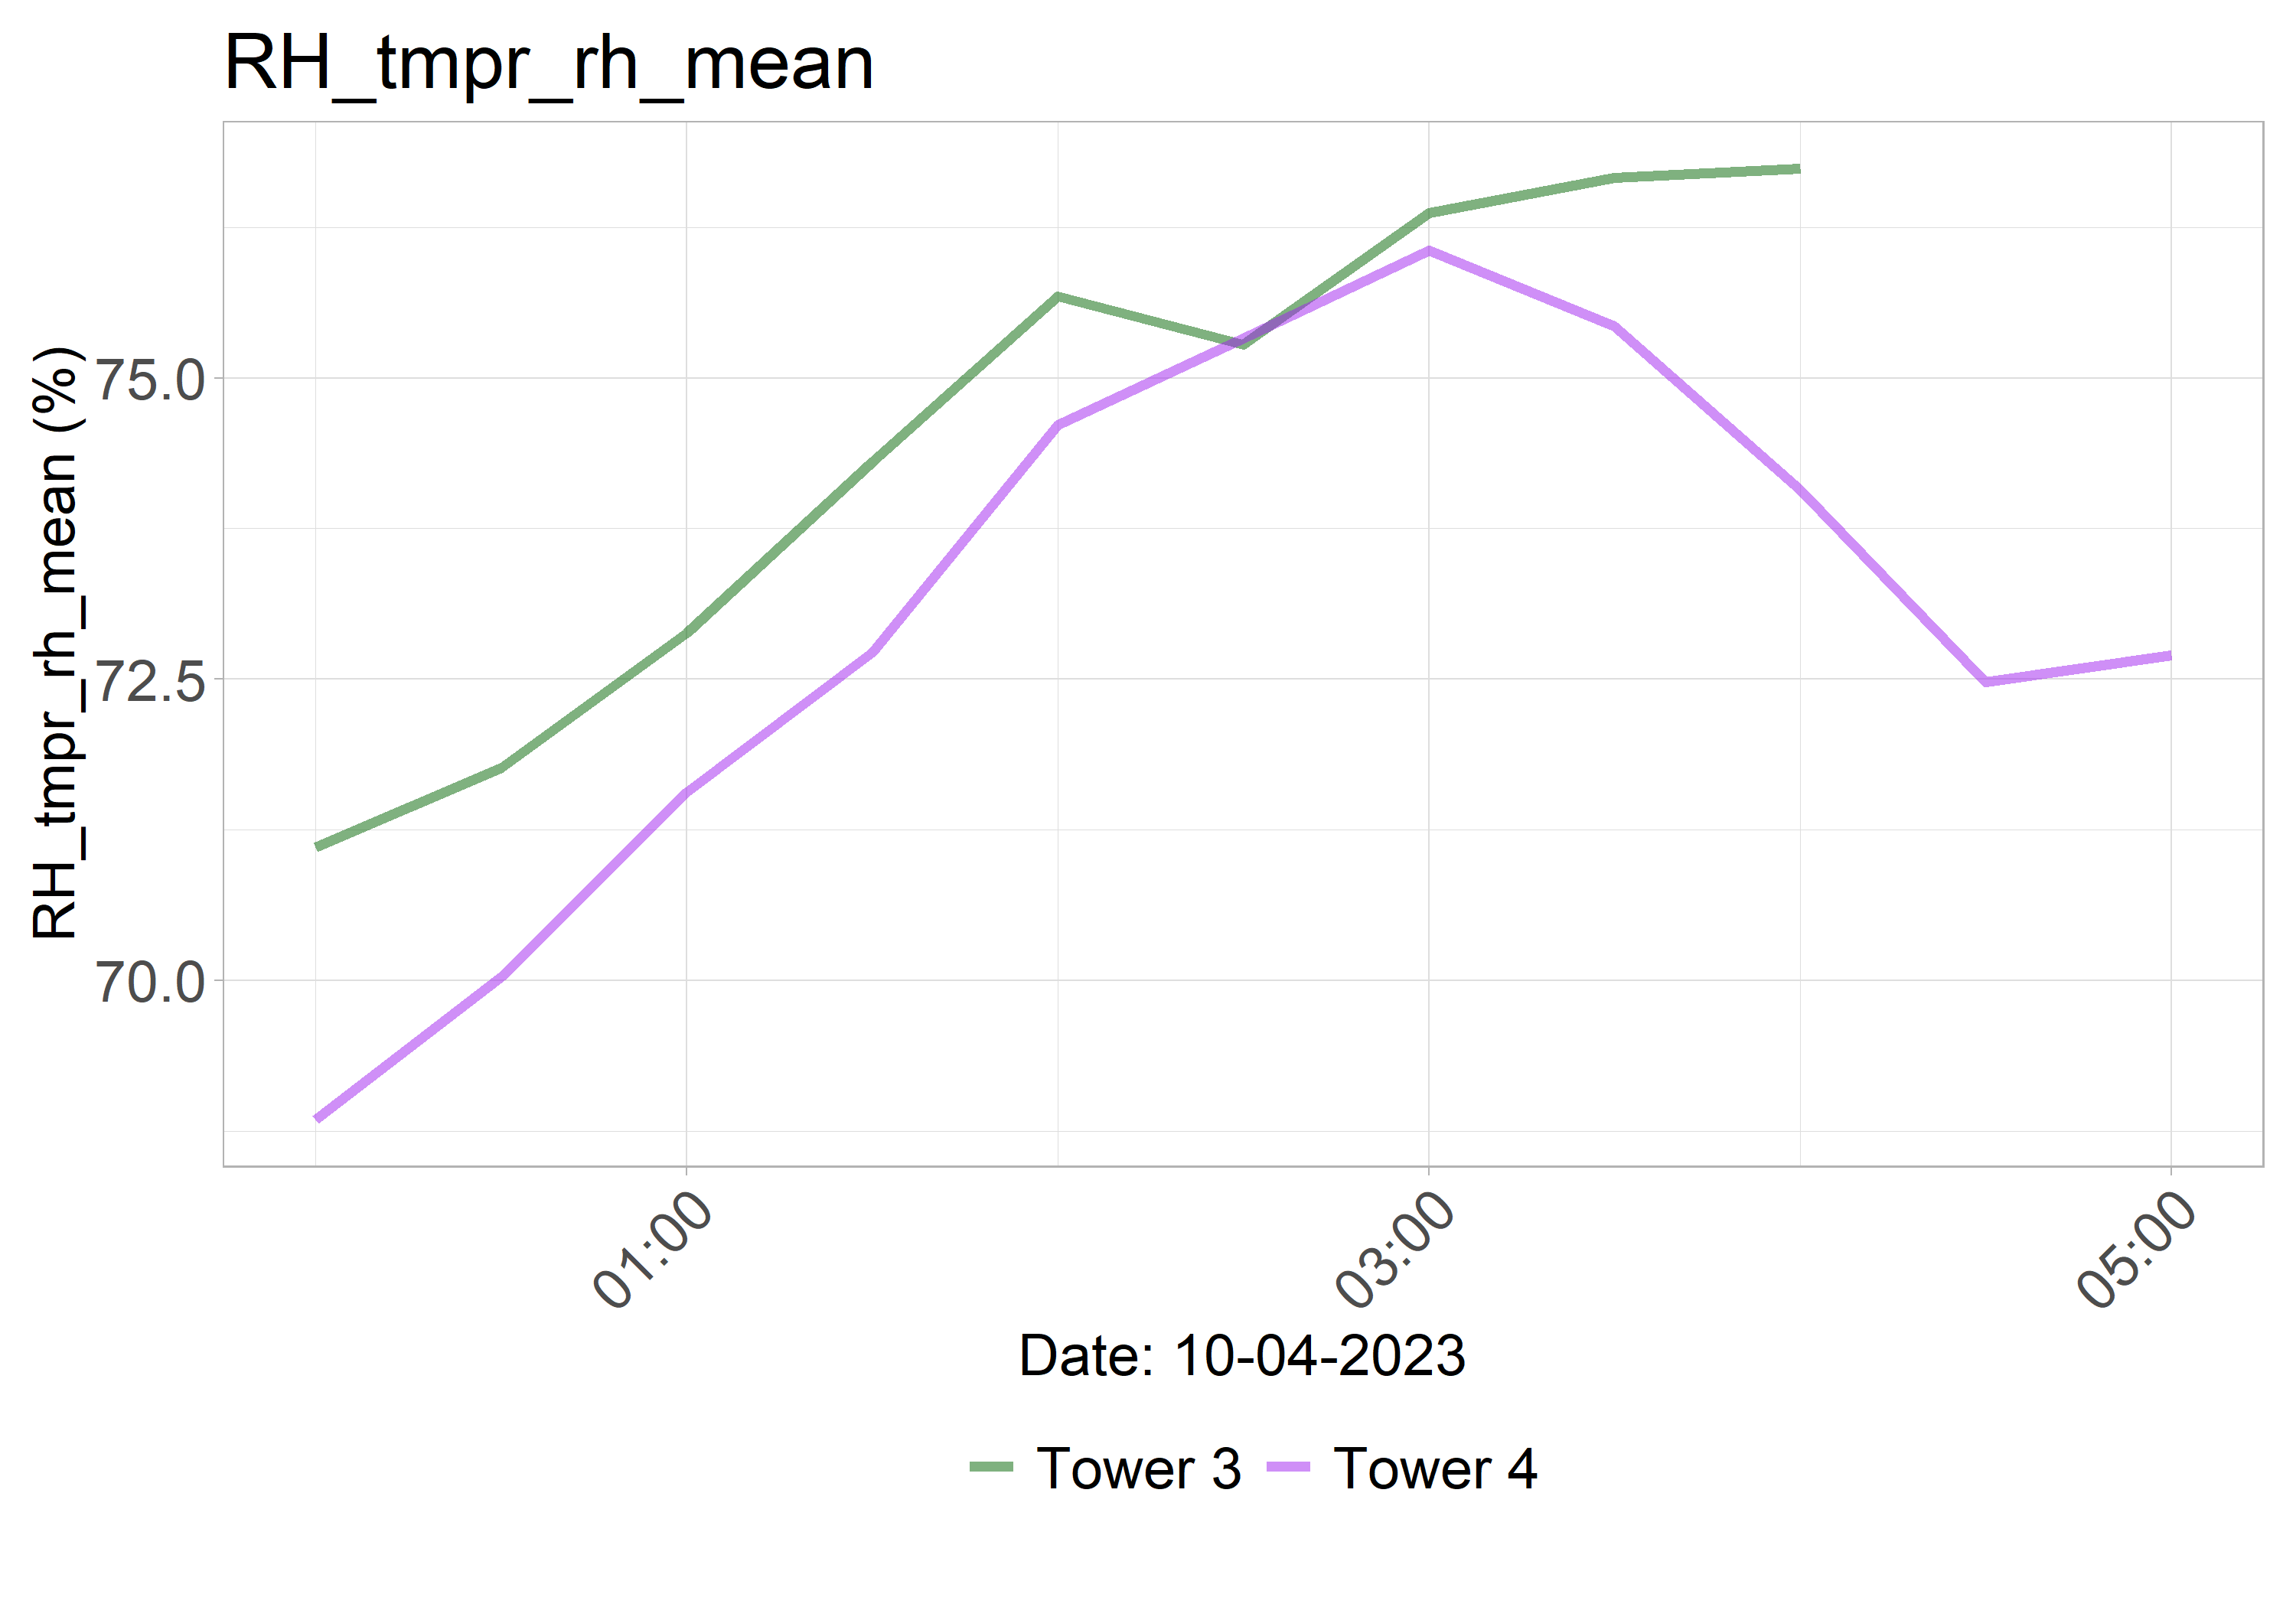 RH_tmpr_rh_mean
RH_tmpr_rh_mean (%)
75.0
72.5
70.0
01:00
03:00
05:00
Date: 10-04-2023
Tower 3
Tower 4